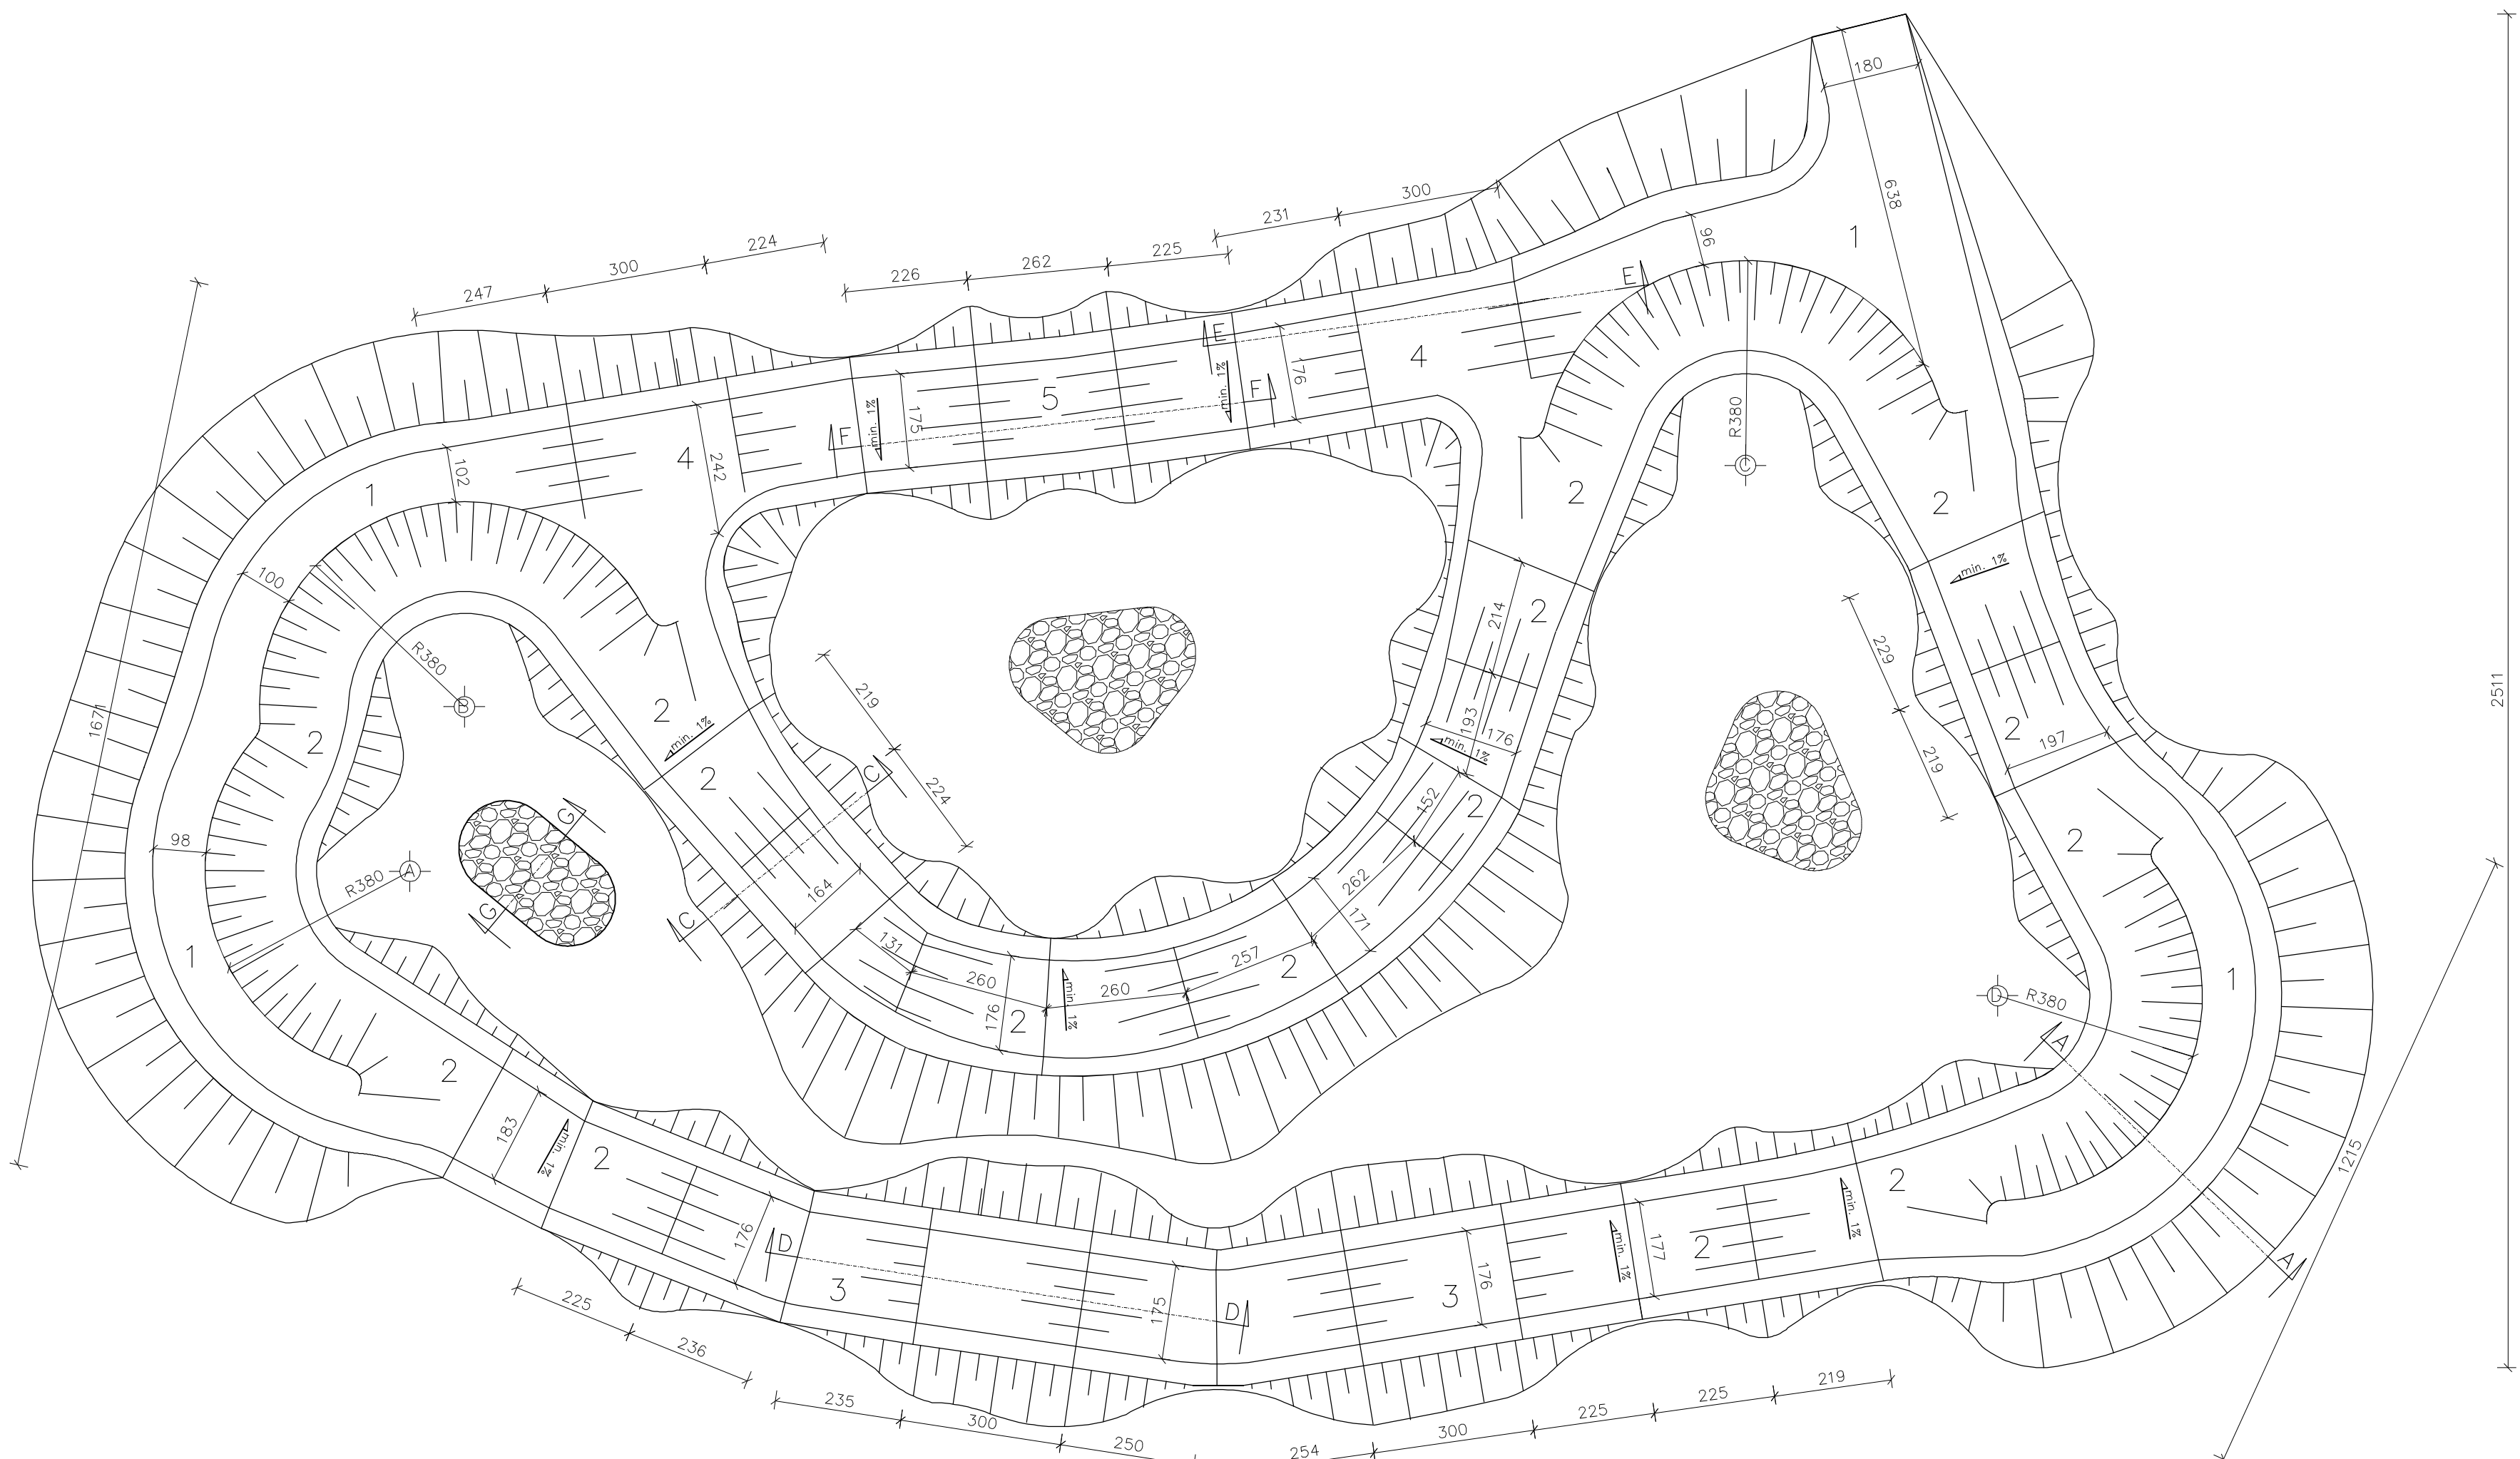 180
638
300
231
1
96
E
224
300
247
225
262
226
E
4
176
min. 1%
F
5
175
min. 1%
F
4
242
102
1
R380
C
2
2
min. 1%
100
R380
B
2
2
min. 1%
2
219
224
C
C
164
1671
2
214
193
176
min. 1%
152
2
262
171
257
2
229
219
2
197
2511
98
R380
A
G
G
1
2
131
260
176
2
260
min. 1%
2
1
D
R380
A
A
1215
183
min. 1%
2
176
D
3
175
D
3
176
min. 1%
177
2
min. 1%
2
225
236
235
300
250
254
300
225
225
219